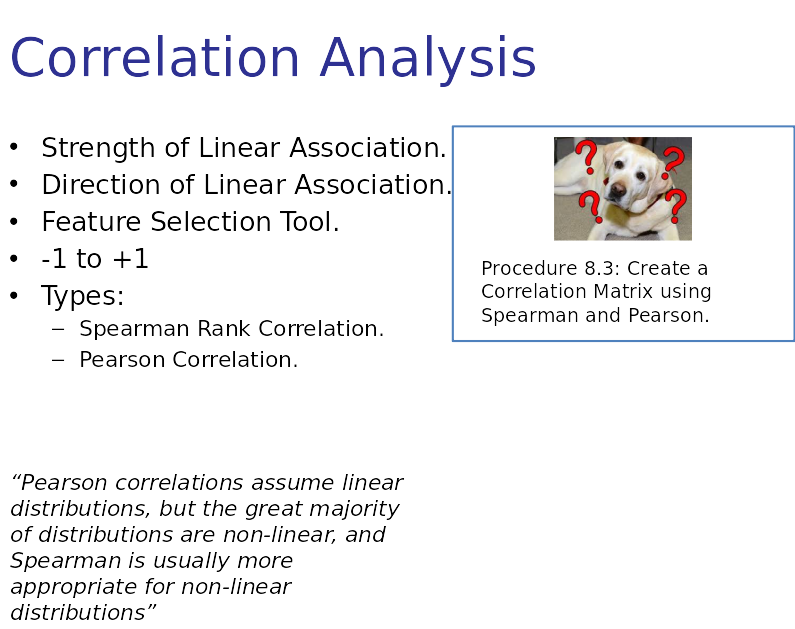 Correlation Analysis
• Strength of Linear Association.
• Direction of Linear Association.
• Feature Selection Tool.
• -1 to +1
• Types:
– Spearman Rank Correlation.
– Pearson Correlation.
? ? ? ?
Procedure 8.3: Create a
Correlation Matrix using
Spearman and Pearson.
“Pearson correlations assume linear
distributions, but the great majority
of distributions are non-linear, and
Spearman is usually more
appropriate for non-linear
distributions”